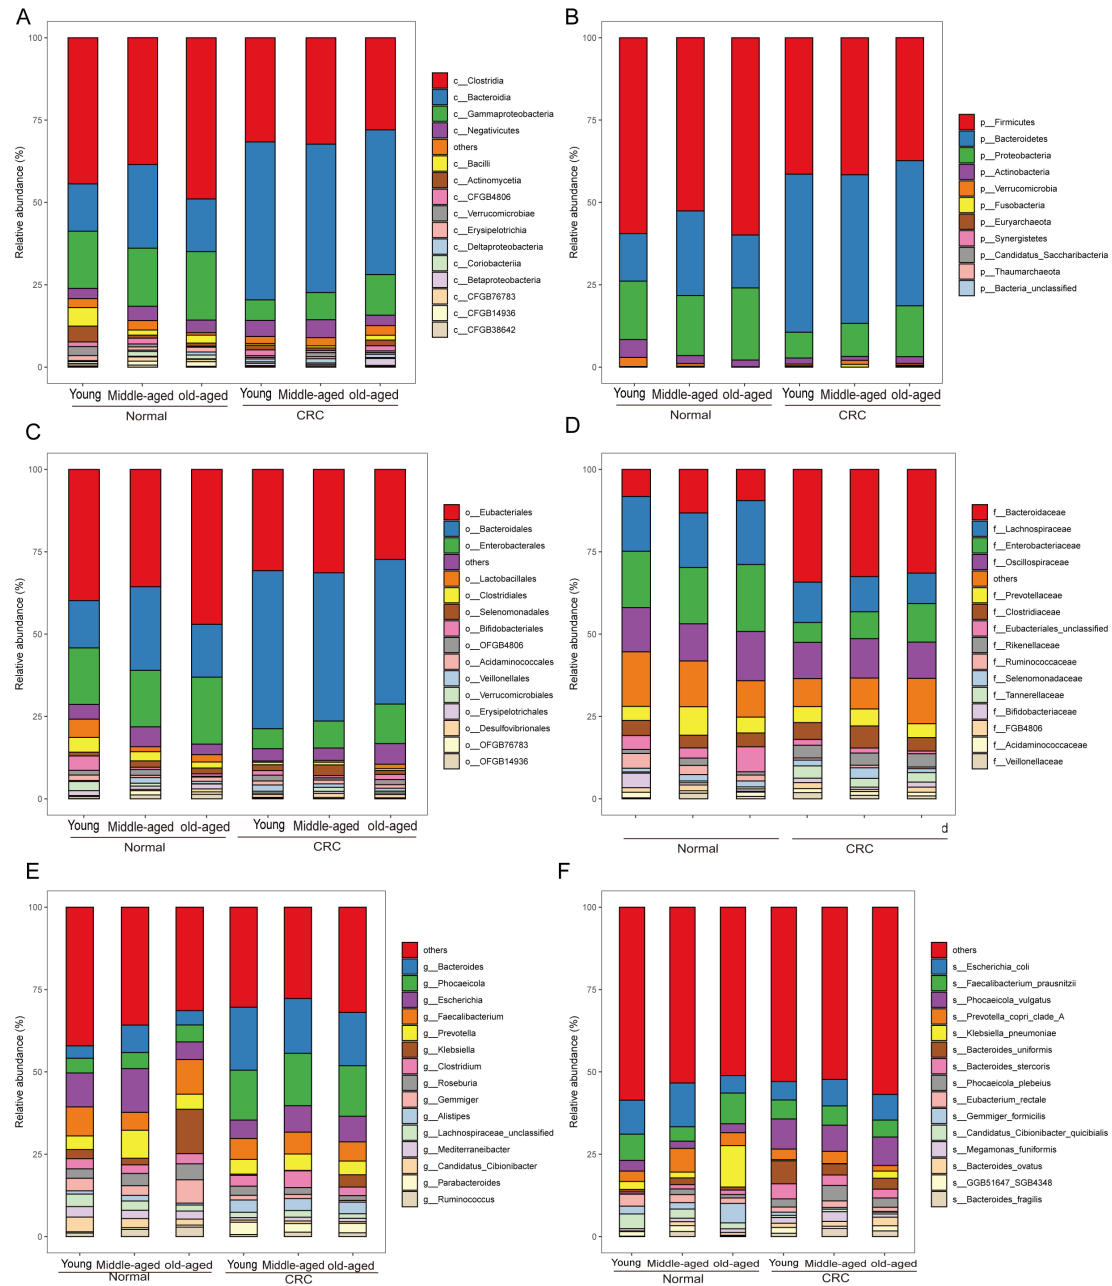 A
Relative abundance (%)
100
75
50
25
0
Young Middle-aged old-aged Young Middle-aged old-aged
Normal CRC
c__Clostridia
c__Bacteroidia
c__Gammaproteobacteria
c__Negativicutes
others
c__Bacilli
c__Actinomycetia
c__CFGB4806
c__Verrucomicrobiae
c__Erysipelotrichia
c__Deltaproteobacteria
c__Coriobacteriia
c__Betaproteobacteria
c__CFGB76783
c__CFGB14936
c__CFGB38642
B
Relative abundance (%)
100
75
50
25
0
Young Middle-aged old-aged Young Middle-aged old-aged
Normal CRC
p__Firmicutes
p__Bacteroidetes
p__Proteobacteria
p__Actinobacteria
p__Verrucomicrobia
p__Fusobacteria
p__Euryarchaeota
p__Synergistetes
p__Candidatus_Saccharibacteria
p__Thaumarchaeota
p__Bacteria_unclassified
C
Relative abundance (%)
100
75
50
25
0
Young Middle-aged old-aged Young Middle-aged old-aged
Normal CRC
o__Eubacteriales
o__Bacteroidales
o__Enterobacterales
others
o__Lactobacillales
o__Clostridiales
o__Selenomonadales
o__Bifidobacteriales
o__OFGB4806
o__Acidaminococcales
o__Veillonellales
o__Verrucomicrobiales
o__Erysipelotrichales
o__Desulfovibrionales
o__OFGB76783
o__OFGB14936
D
Relative abundance (%)
100
75
50
25
0
d
Normal CRC
f__Bacteroidaceae
f__Lachnospiraceae
f__Enterobacteriaceae
f__Oscillospiraceae
others
f__Prevotellaceae
f__Clostridiaceae
f__Eubacteriales_unclassified
f__Rikenellaceae
f__Ruminococcaceae
f__Selenomonadaceae
f__Tannerellaceae
f__Bifidobacteriaceae
f__FGB4806
f__Acidaminococcaceae
f__Veillonellaceae
E
Relative abundance (%)
100
75
50
25
0
Young Middle-aged old-aged Young Middle-aged old-aged
Normal CRC
others
g__Bacteroides
g__Phocaeicola
g__Escherichia
g__Faecalibacterium
g__Prevotella
g__Klebsiella
g__Clostridium
g__Roseburia
g__Gemmiger
g__Alistipes
g__Lachnospiraceae_unclassified
g__Mediterraneibacter
g__Candidatus_Cibionibacter
g__Parabacteroides
g__Ruminococcus
F
Relative abundance (%)
100
75
50
25
0
Young Middle-aged old-aged Young Middle-aged old-aged
Normal CRC
others
s__Escherichia_coli
s__Faecalibacterium_prausnitzii
s__Phocaeicola_vulgatus
s__Prevotella_copri_clade_A
s__Klebsiella_pneumoniae
s__Bacteroides_uniformis
s__Bacteroides_stercoris
s__Phocaeicola_plebeius
s__Eubacterium_rectale
s__Gemmiger_formicilis
s__Candidatus_Cibionibacter_quicibialis
s__Megamonas_funiformis
s__Bacteroides_ovatus
s__GGB51647_SGB4348
s__Bacteroides_fragilis